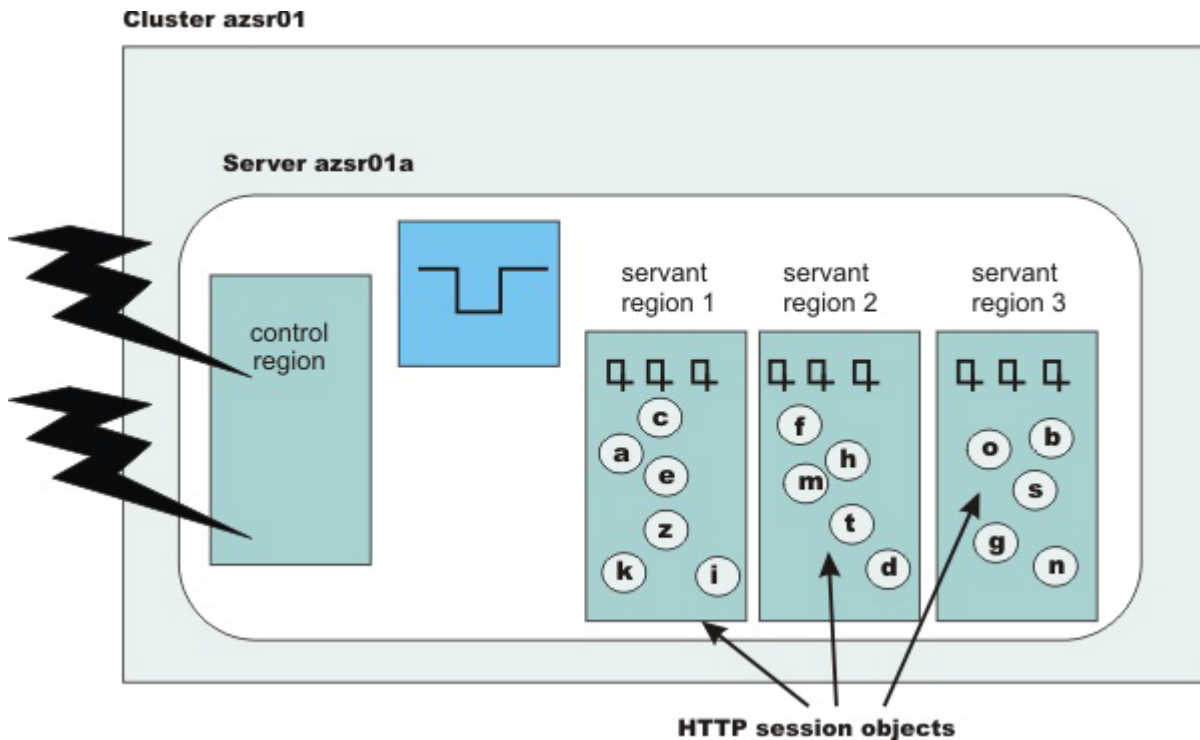 Cluster azsr01
Server azsr01a
control
region
servant
region 1
servant
region 2
servant
region 3
c
a
e
z
k
i
f
h
m
t
d
o
b
s
g
n
HTTP session objects